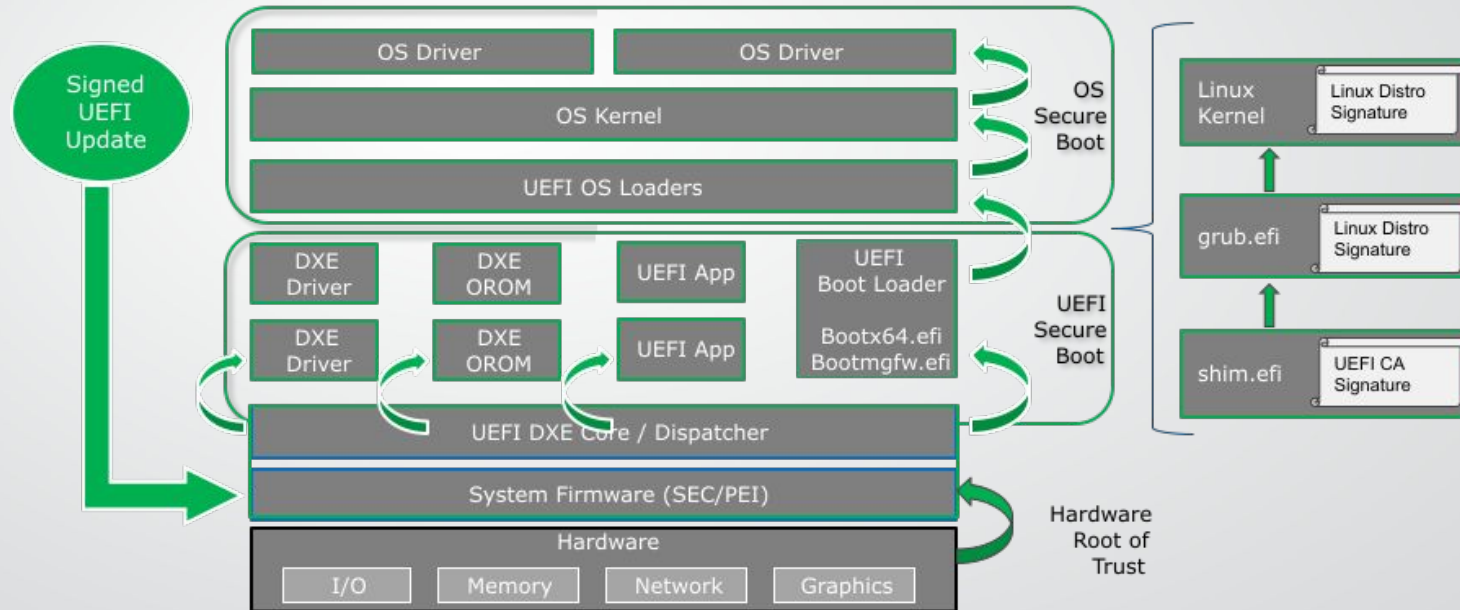 Signed
UEFI
Update
OS Driver
OS Driver
OS Kernel
UEFI OS Loaders
OS
Secure
Boot
DXE
Driver
DXE
OROM
UEFI App
UEFI
Boot Loader
Bootx64.efi
Bootmgfw.efi
DXE
Driver
DXE
OROM
UEFI App
UEFI
Secure
Boot
UEFI DXE Core / Dispatcher
System Firmware (SEC/PEI)
Hardware
I/O
Memory
Network
Graphics
Hardware
Root of
Trust
Linux
Kernel
Linux Distro
Signature
grub.efi
Linux Distro
Signature
shim.efi
UEFI CA
Signature